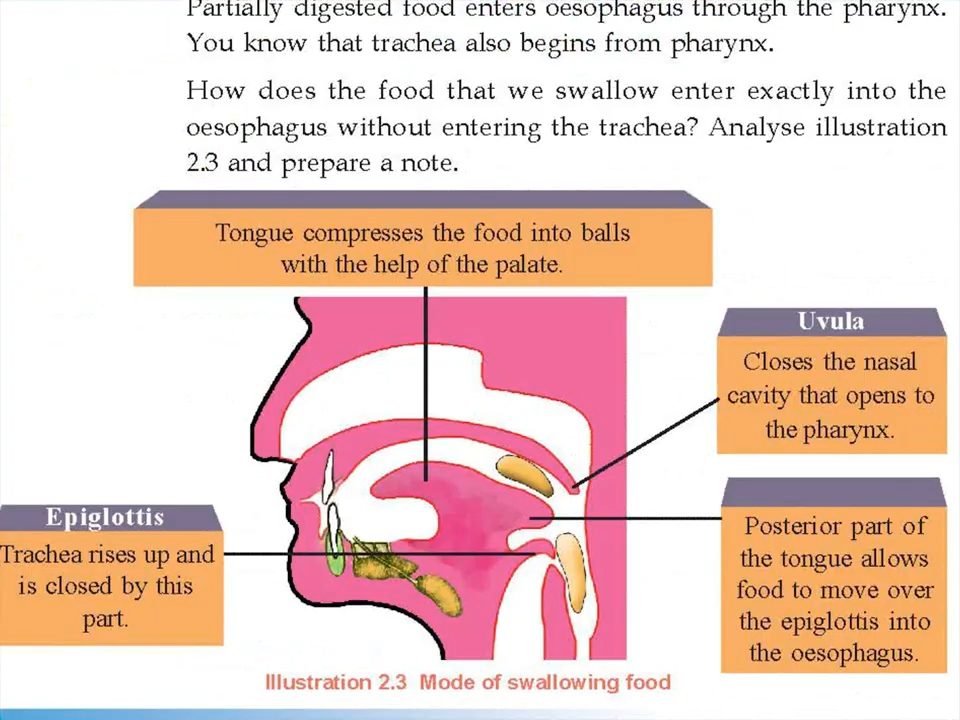 Partially digested food enters oesophagus through the pharynx.
You know that trachea also begins from pharynx.
How does the food that we swallow enter exactly into the
oesophagus without entering the trachea? Analyse illustration
2.3 and prepare a note.
Tongue compresses the food into balls
with the help of the palate.
Uvula
Closes the nasal
cavity that opens to
the pharynx.
Epiglottis
Trachea rises up and
is closed by this
part.
Posterior part of
the tongue allows
food to move over
the epiglottis into
the oesophagus.
Illustration 2.3 Mode of swallowing food